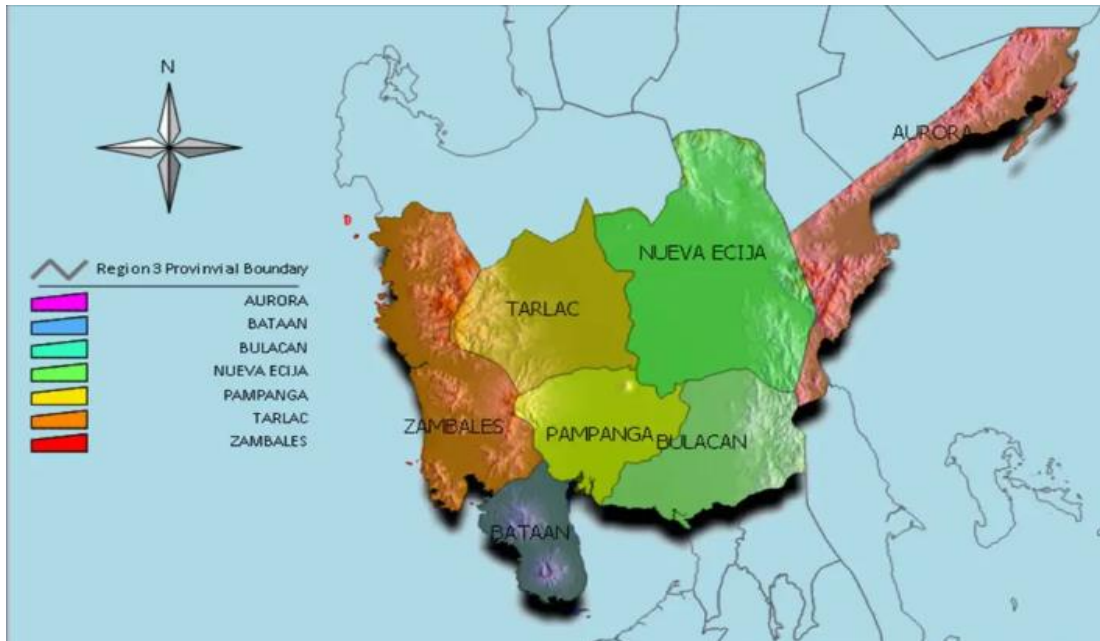 N
Region 3 Provinvial Boundary
AURORA
BATAAN
BULACAN
NUEVA ECIJA
PAMPANGA
TARLAC
ZAMBALES
AURORA
NUEVA ECIJA
TARLAC
ZAMBALES
PAMPANGA
BULACAN
BATAAN